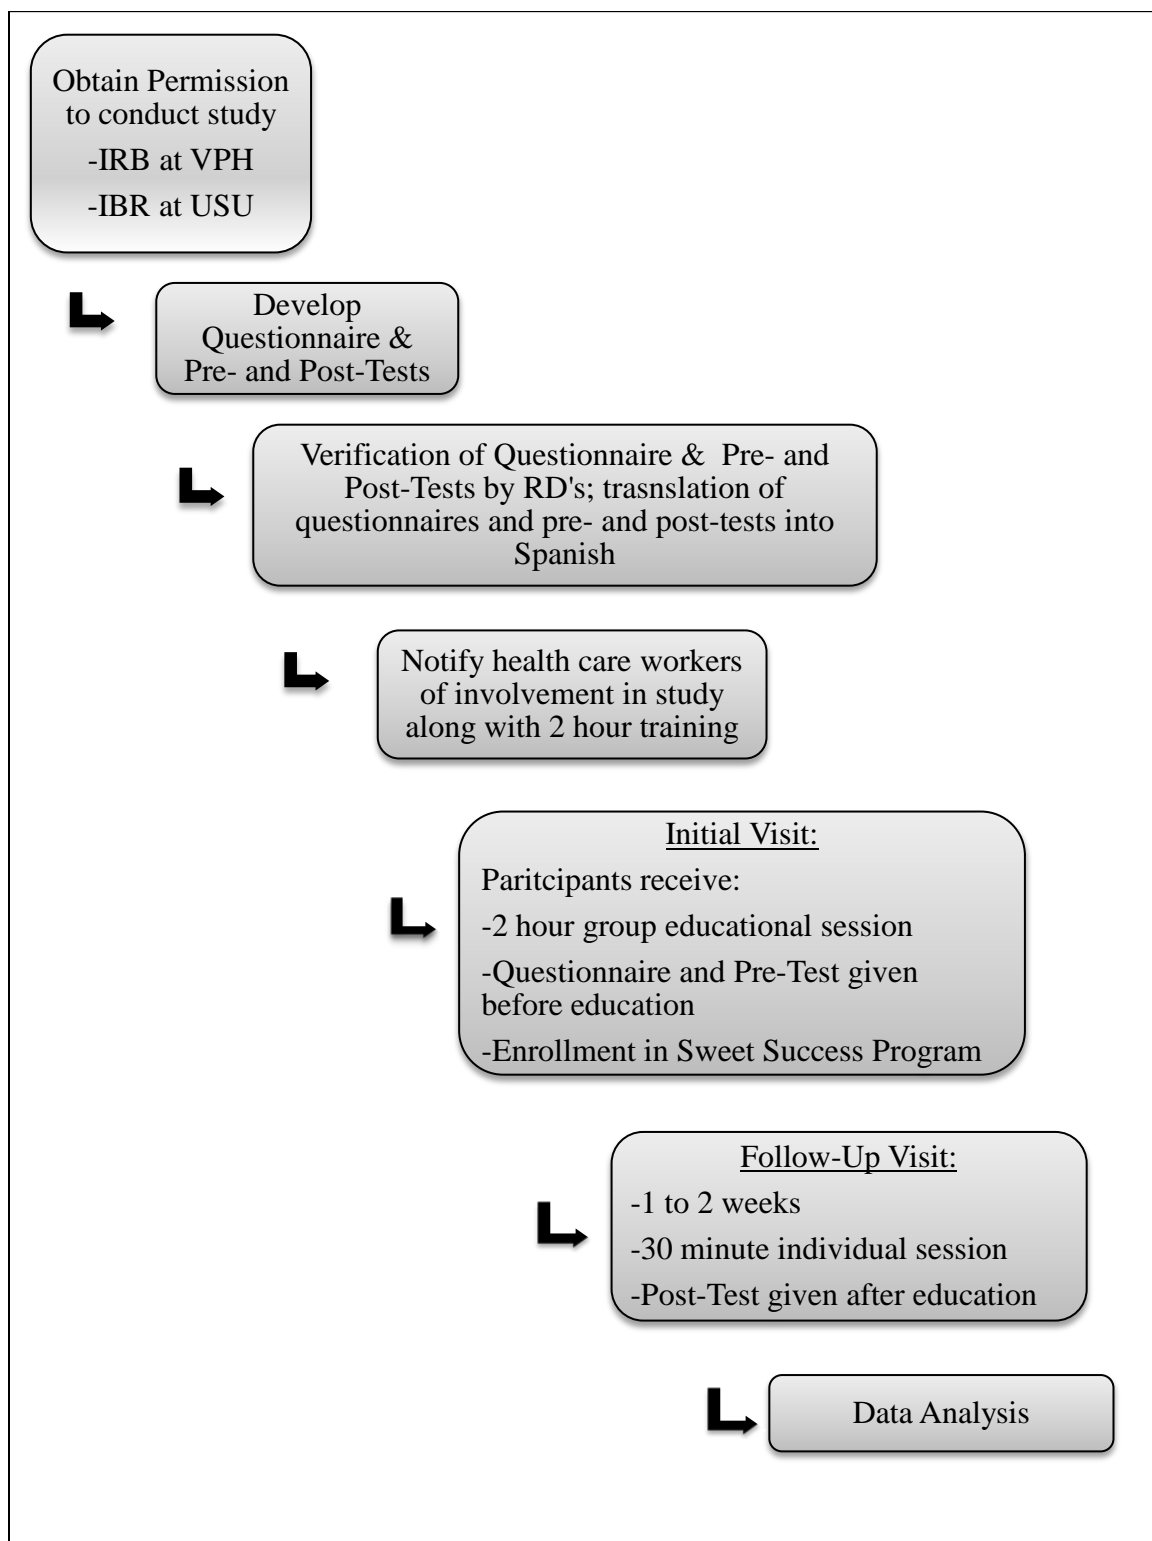 Obtain Permission
to conduct study
-IRB at VPH
-IBR at USU
Develop
Questionnaire &
Pre- and Post-Tests
Verification of Questionnaire &  Pre- and
Post-Tests by RD's; trasnslation of
questionnaires and pre- and post-tests into
Spanish
Notify health care workers
of involvement in study
along with 2 hour training
Initial Visit:
Paritcipants receive:
-2 hour group educational session
-Questionnaire and Pre-Test given
before education
-Enrollment in Sweet Success Program
Follow-Up Visit:
-1 to 2 weeks
-30 minute individual session
-Post-Test given after education
Data Analysis